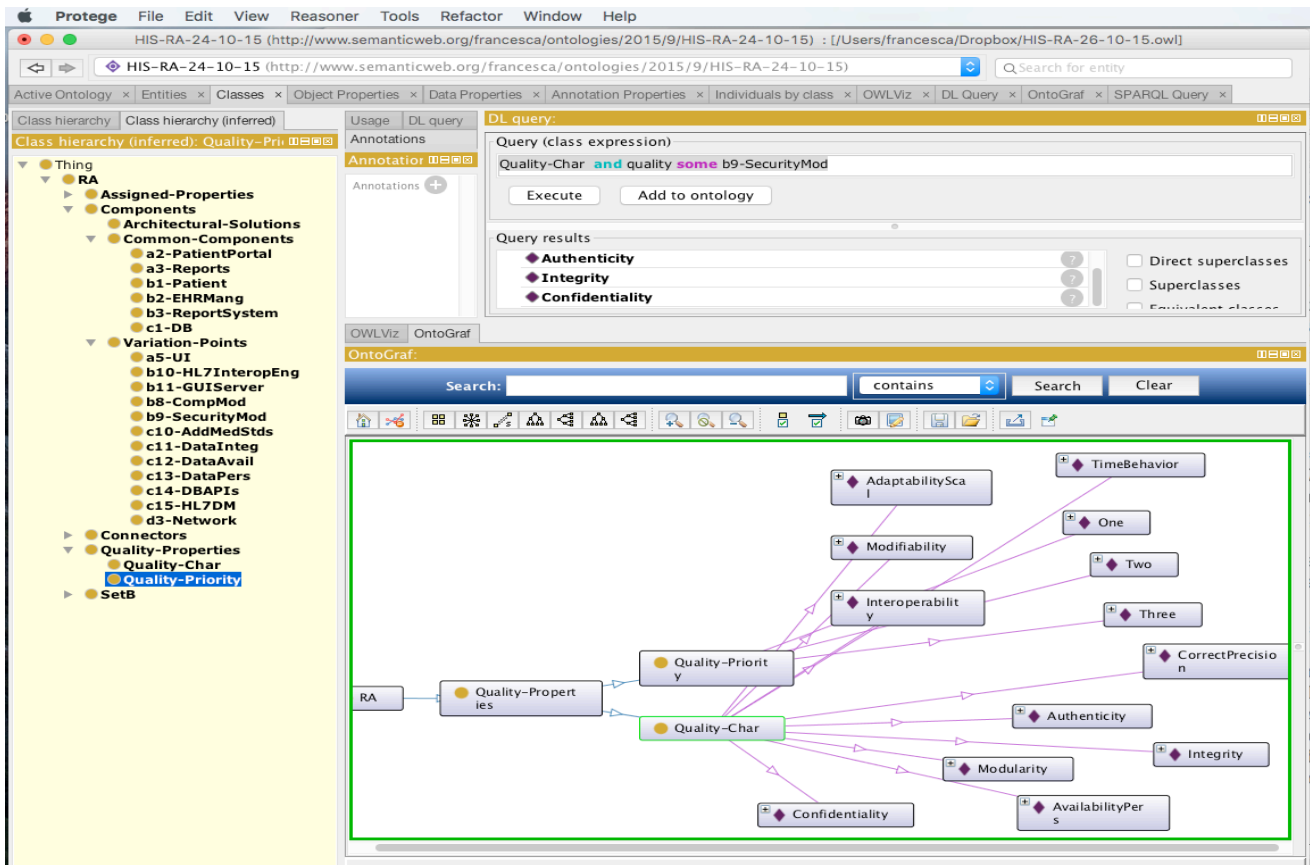 Protege File Edit View Reasoner Tools Refactor Window Help
HIS-RA-24-10-15 (http://www.semanticweb.org/francesca/ontologies/2015/9/HIS-RA-24-10-15) : [/Users/francesca/Dropbox/HIS-RA-26-10-15.owl]
HIS-RA-24-10-15 (http://www.semanticweb.org/francesca/ontologies/2015/9/HIS-RA-24-10-15)
Search for entity
Active Ontology × Entities × Classes × Object Properties × Data Properties × Annotation Properties × Individuals by class × OWLViz × DL Query × OntoGraf × SPARQL Query ×
Class hierarchy Class hierarchy (inferred)
Class hierarchy (inferred): Quality-Pri
Thing
RA
Assigned-Properties
Components
Architectural-Solutions
Common-Components
a2-PatientPortal
a3-Reports
b1-Patient
b2-EHRMang
b3-ReportSystem
c1-DB
Variation-Points
a5-UI
b10-HL7InteropEng
b11-GUIServer
b8-CompMod
b9-SecurityMod
c10-AddMedStds
c11-DataInteg
c12-DataAvail
c13-DataPers
c14-DBAPIs
c15-HL7DM
d3-Network
Connectors
Quality-Properties
Quality-Char
Quality-Priority
SetB
Usage DL query
Annotations
Annotation
Annotations +
DL query:
Query (class expression)
Quality-Char and quality some b9-SecurityMod
Execute Add to ontology
Query results
Authenticity ?
Integrity ?
Confidentiality ?
Direct superclasses
Superclasses
Equivalent classes
OWLViz OntoGraf
OntoGraf:
Search: contains Search Clear
TimeBehavior
AdaptabilitySca
l
One
Modifiability
Two
Interoperabilit
y
Three
CorrectPrecisio
n
Quality-Priorit
y
RA
Quality-Propert
ies
Quality-Char
Authenticity
Integrity
Modularity
AvailabilityPer
s
Confidentiality